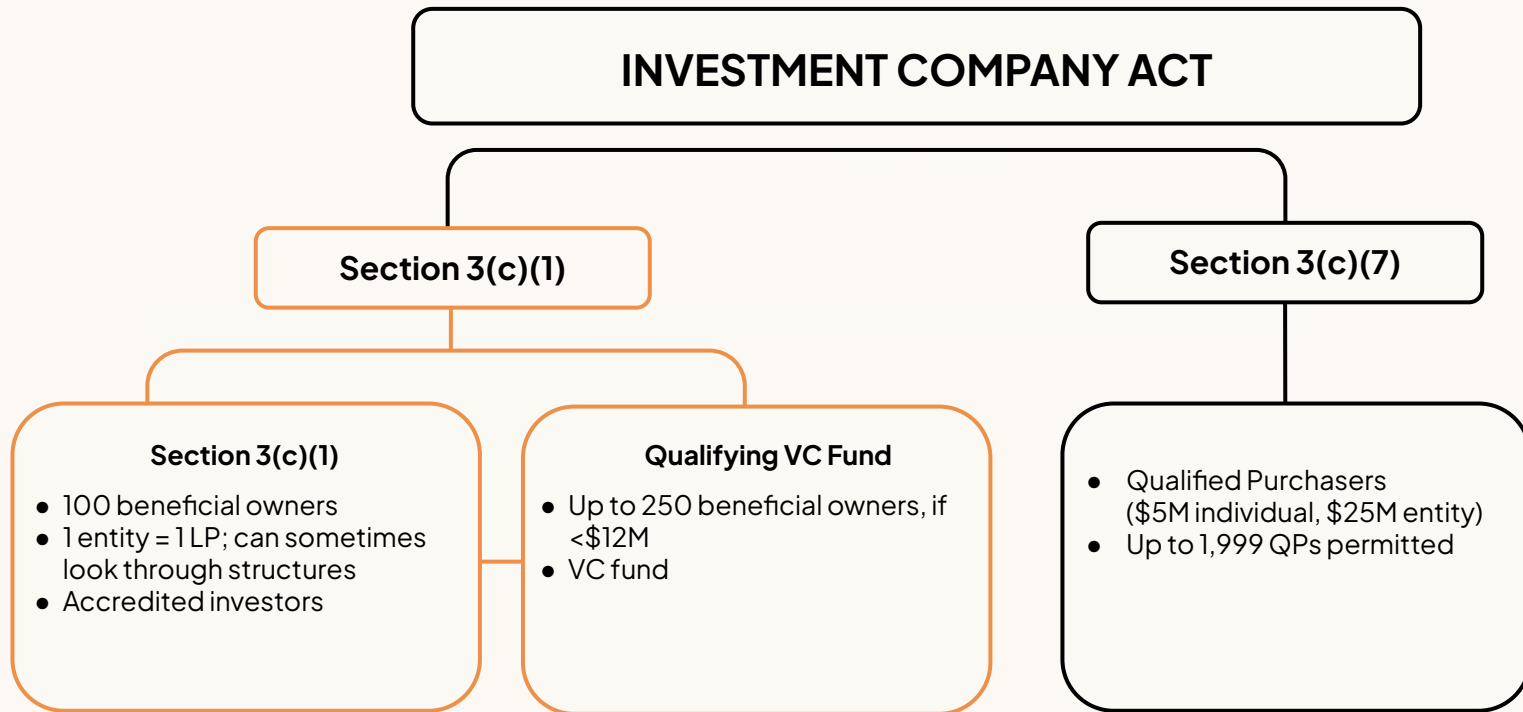 INVESTMENT COMPANY ACT
Section 3(c)(1)
Section 3(c)(7)
Section 3(c)(1)
● 100 beneficial owners
● 1 entity = 1 LP; can sometimes
look through structures
● Accredited investors
Qualifying VC Fund
● Up to 250 beneficial owners, if
<$12M
● VC fund
● Qualified Purchasers
($5M individual, $25M entity)
● Up to 1,999 QPs permitted